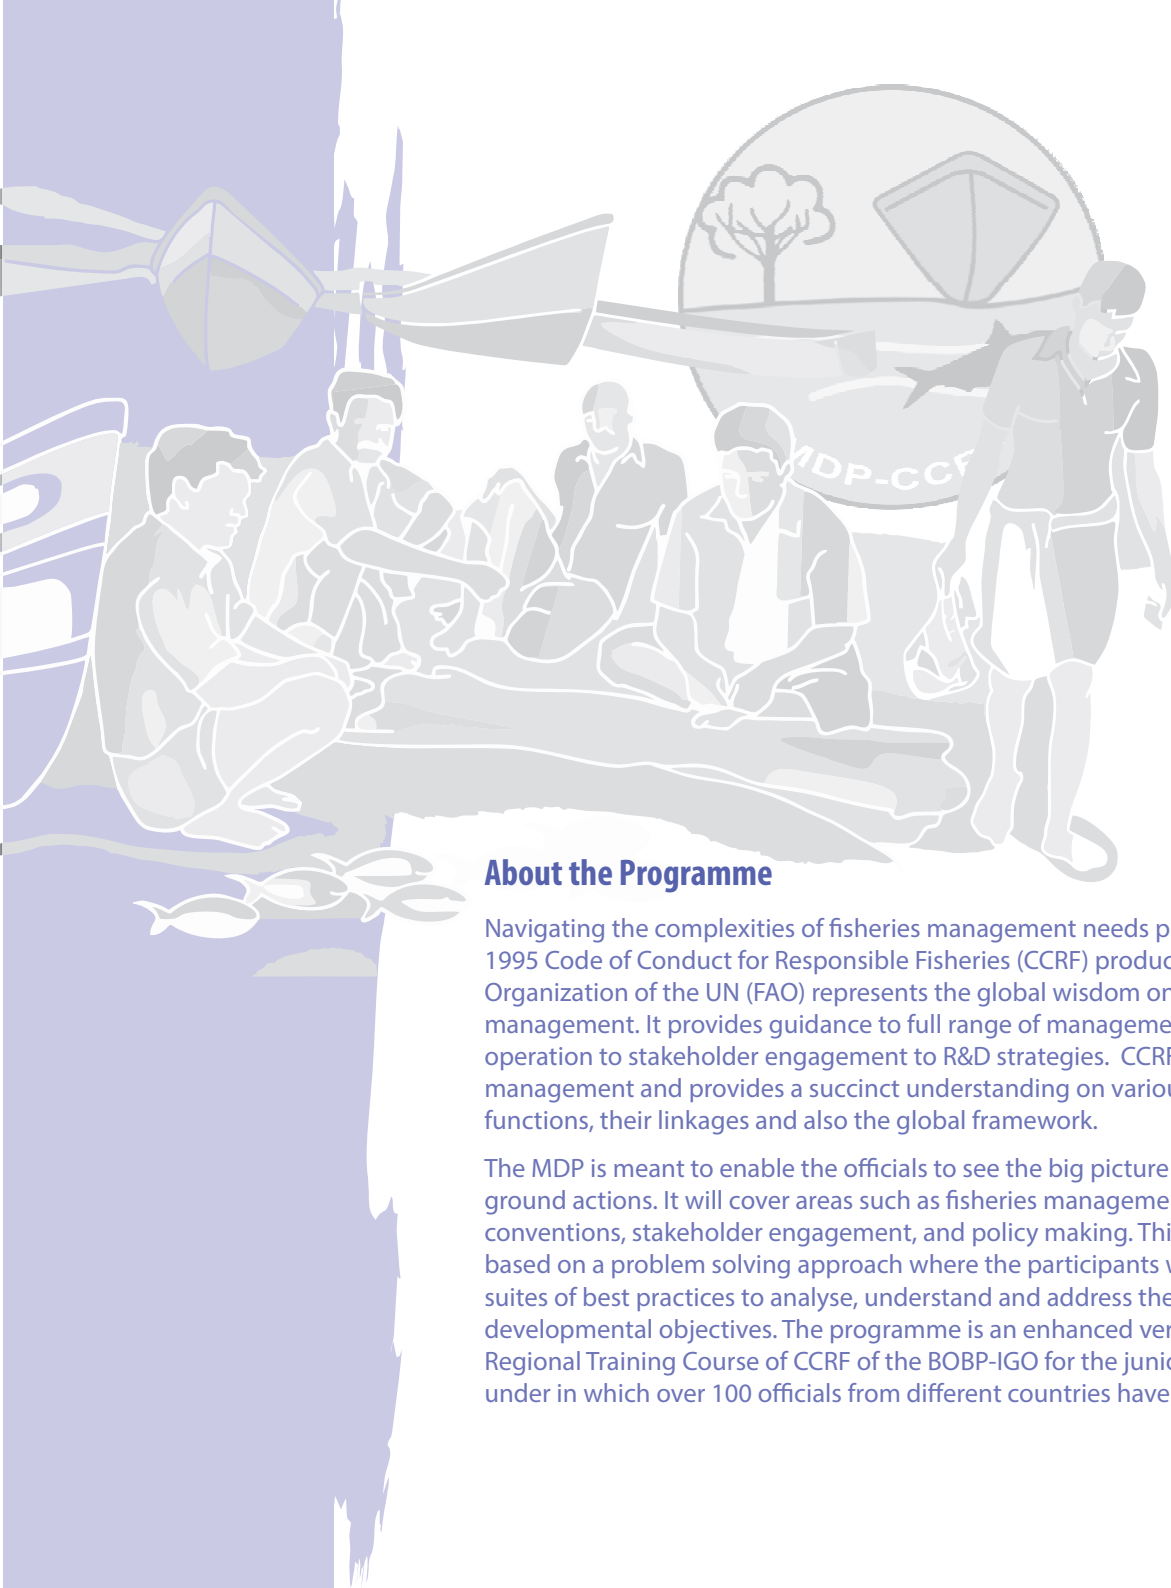 MDP-CCF
About the Programme
Navigating the complexities of fisheries management needs p
1995 Code of Conduct for Responsible Fisheries (CCRF) produc
Organization of the UN (FAO) represents the global wisdom on
management. It provides guidance to full range of manageme
operation to stakeholder engagement to R&D strategies.  CCRF
management and provides a succinct understanding on variou
functions, their linkages and also the global framework.
The MDP is meant to enable the officials to see the big picture
ground actions. It will cover areas such as fisheries manageme
conventions, stakeholder engagement, and policy making. Thi
based on a problem solving approach where the participants w
suites of best practices to analyse, understand and address the
developmental objectives. The programme is an enhanced ver
Regional Training Course of CCRF of the BOBP-IGO for the junio
under in which over 100 officials from different countries have